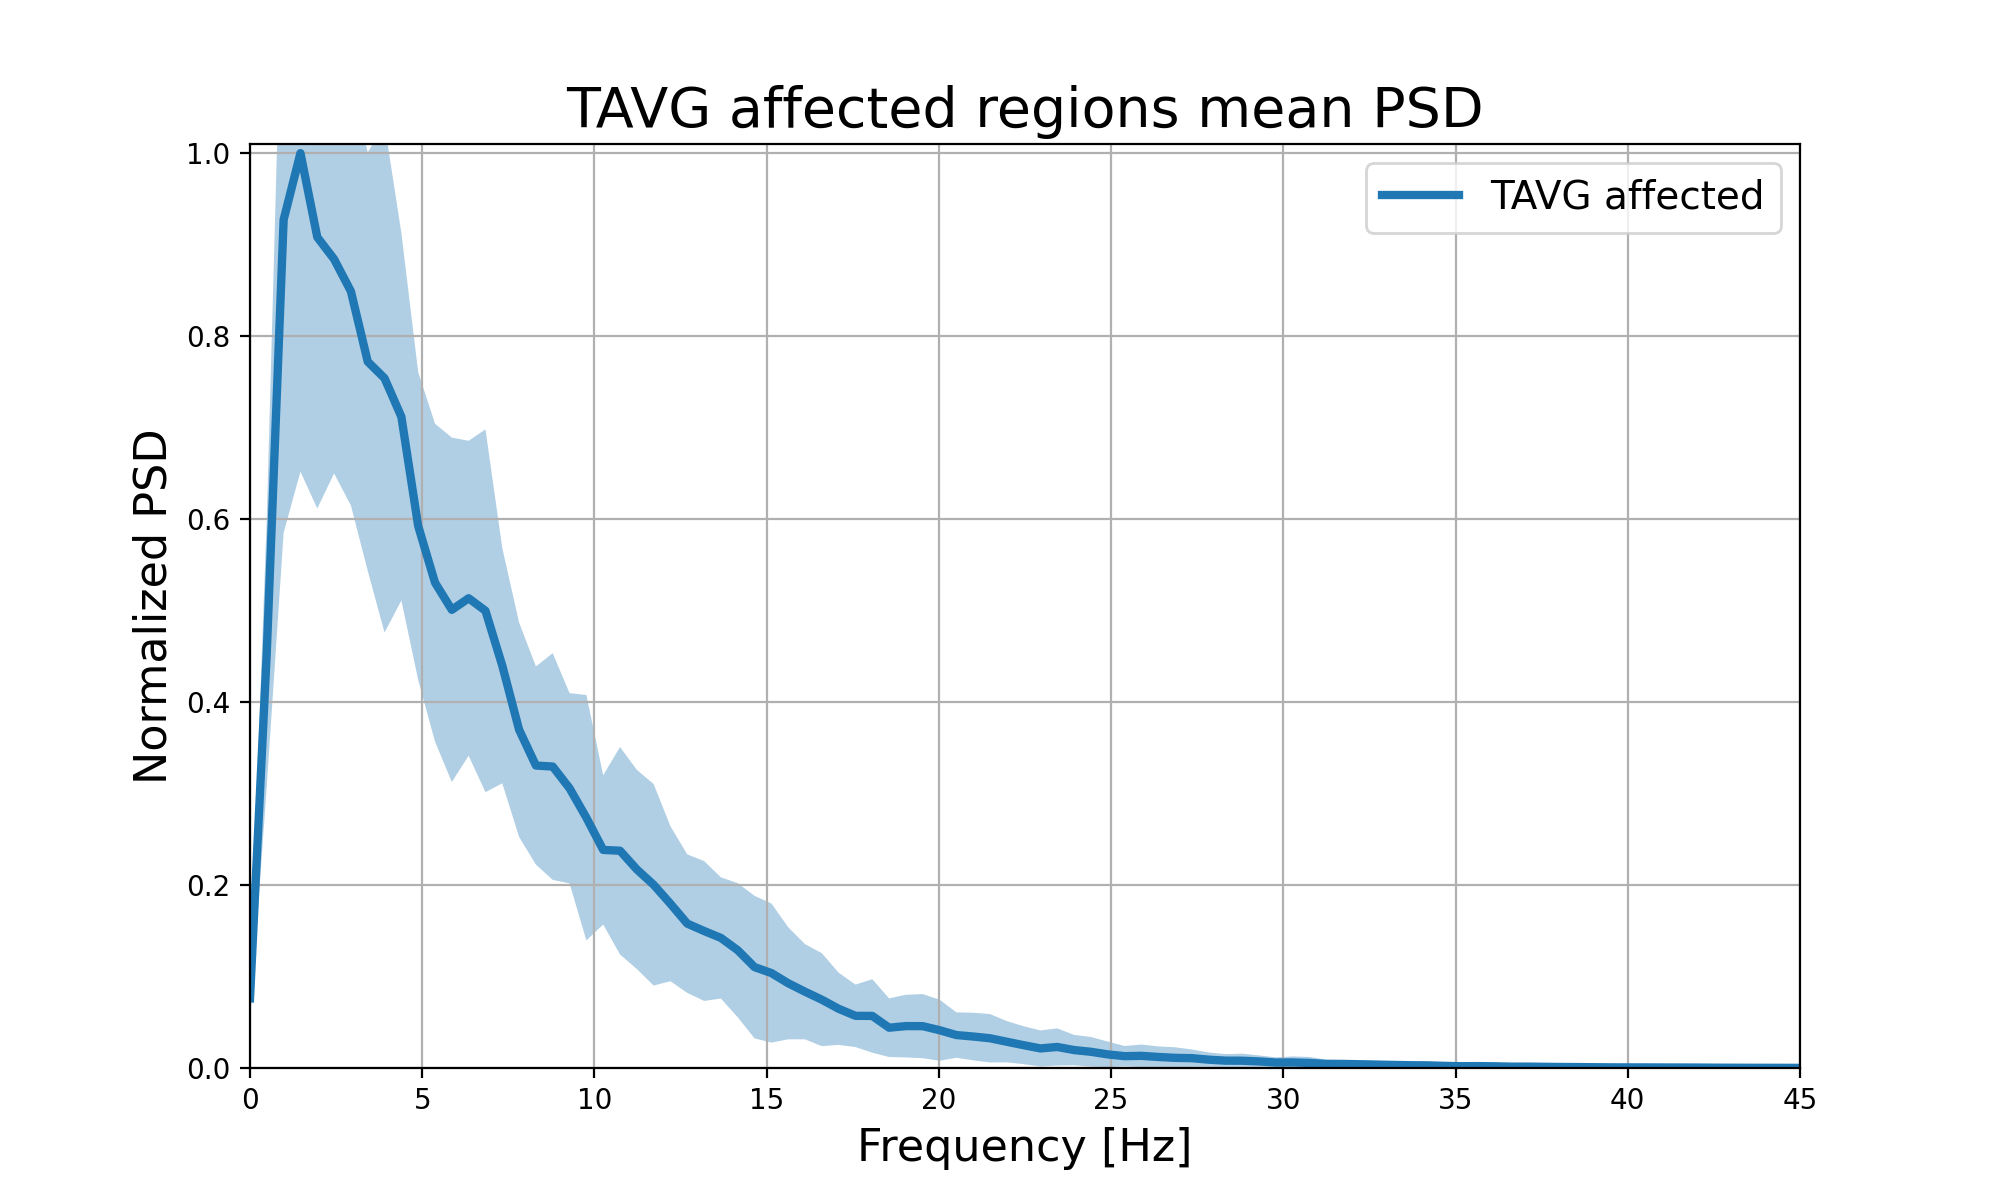 TAVG affected regions mean PSD
TAVG affected
Normalized PSD
1.0
0.8
0.6
0.4
0.2
0.0
0 5 10 15 20 25 30 35 40 45
Frequency [Hz]